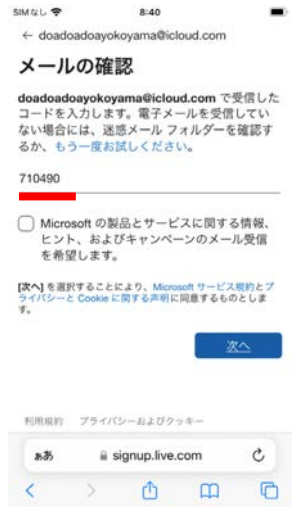 SIMなし 8:40
← doadoadoayokoyama@icloud.com
メールの確認
doadoadoayokoyama@icloud.com で受信した
コードを入力します。電子メールを受信してい
ない場合には、迷惑メール フォルダーを確認す
るか、もう一度お試しください。
710490
Microsoft の製品とサービスに関する情報、
ヒント、およびキャンペーンのメール受信
を希望します。
[次へ] を選択することにより、Microsoft サービス規約とプ
ライバシーと Cookie に関する声明に同意するものとしま
す。
次へ
利用規約 プライバシーおよびクッキー
ぁあ signup.live.com